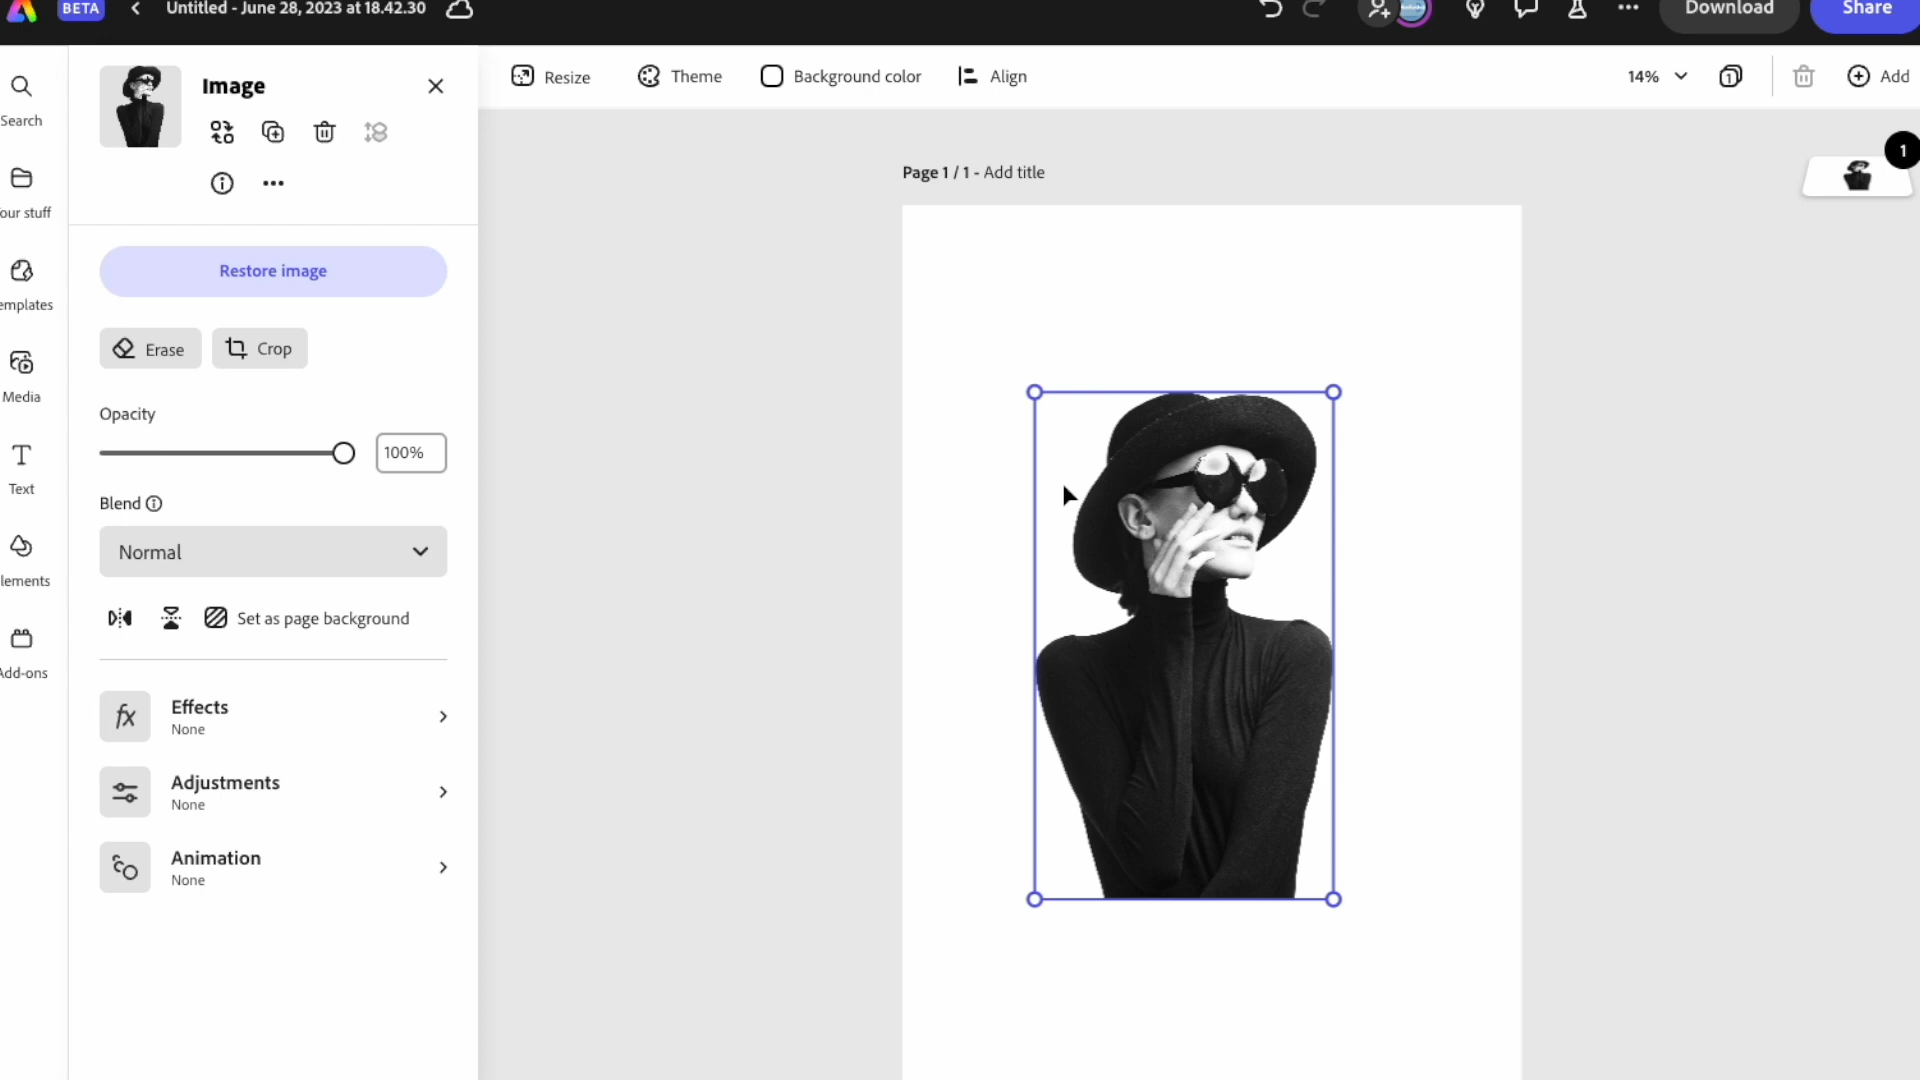 BETA
Untitled - June 28, 2023 at 18.42.30
Download
Share
Search
our stuff
emplates
Media
Text
lements
Add-ons
Image
Restore image
Erase
Crop
Opacity
100%
Blend
Normal
Set as page background
Effects
None
Adjustments
None
Animation
None
Resize
Theme
Background color
Align
14%
1
Add
Page 1 / 1 - Add title
1